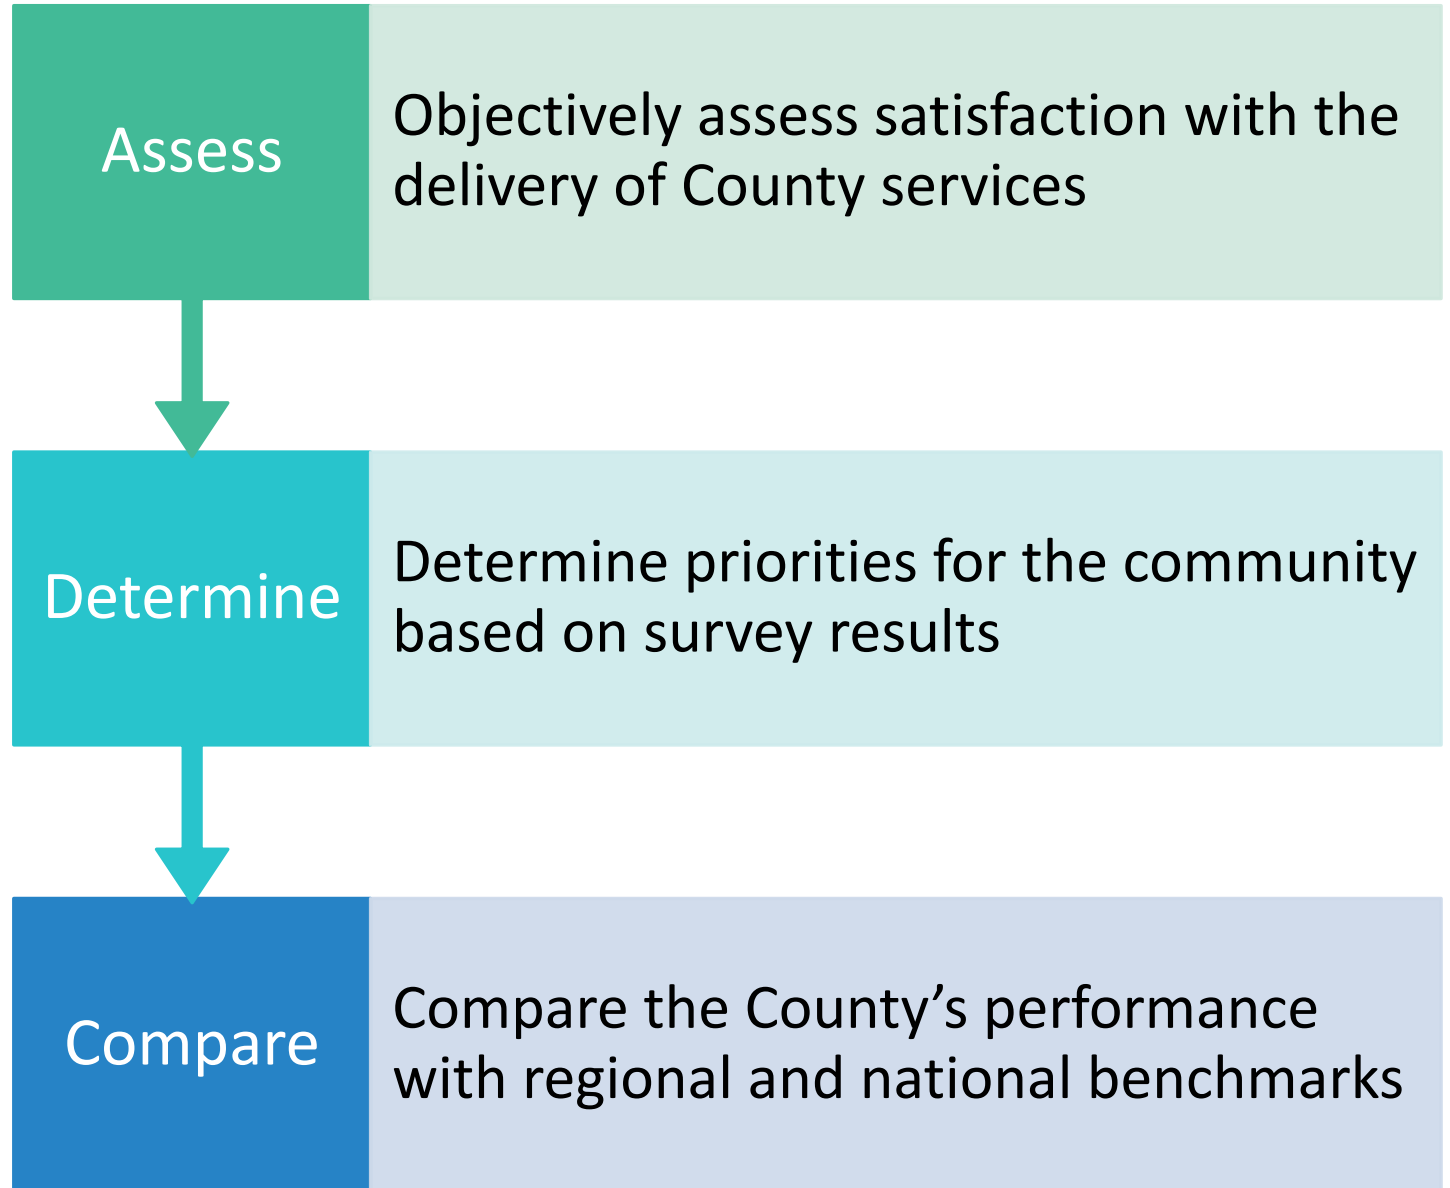 Assess
Objectively assess satisfaction with the
delivery of County services
Determine
Determine priorities for the community
based on survey results
Compare
Compare the County’s performance
with regional and national benchmarks